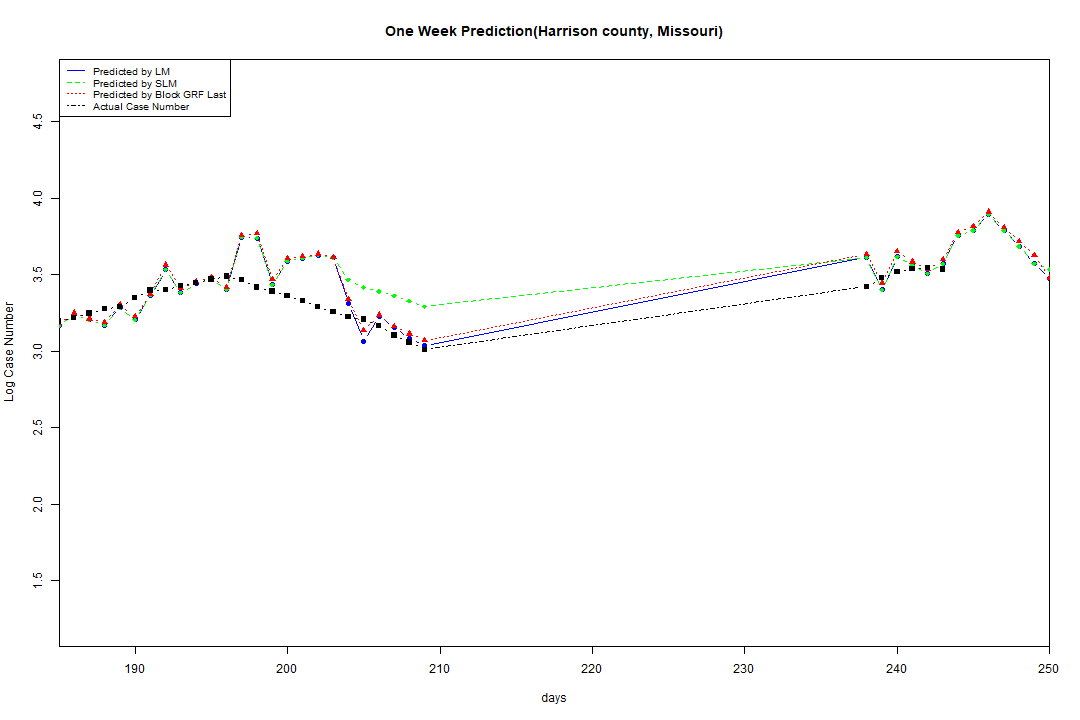 One Week Prediction(Harrison county, Missouri)
Predicted by LM
Predicted by SLM
Predicted by Block GRF Last
Actual Case Number
Log Case Number
4.5
4.0
3.5
3.0
2.5
2.0
1.5
190 200 210 220 230 240 250
days